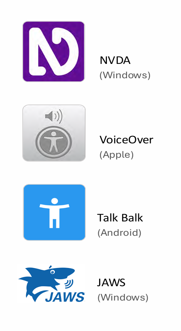 NVDA
(Windows)
VoiceOver
(Apple)
Talk Balk
(Android)
JAWS
JAWS
(Windows)